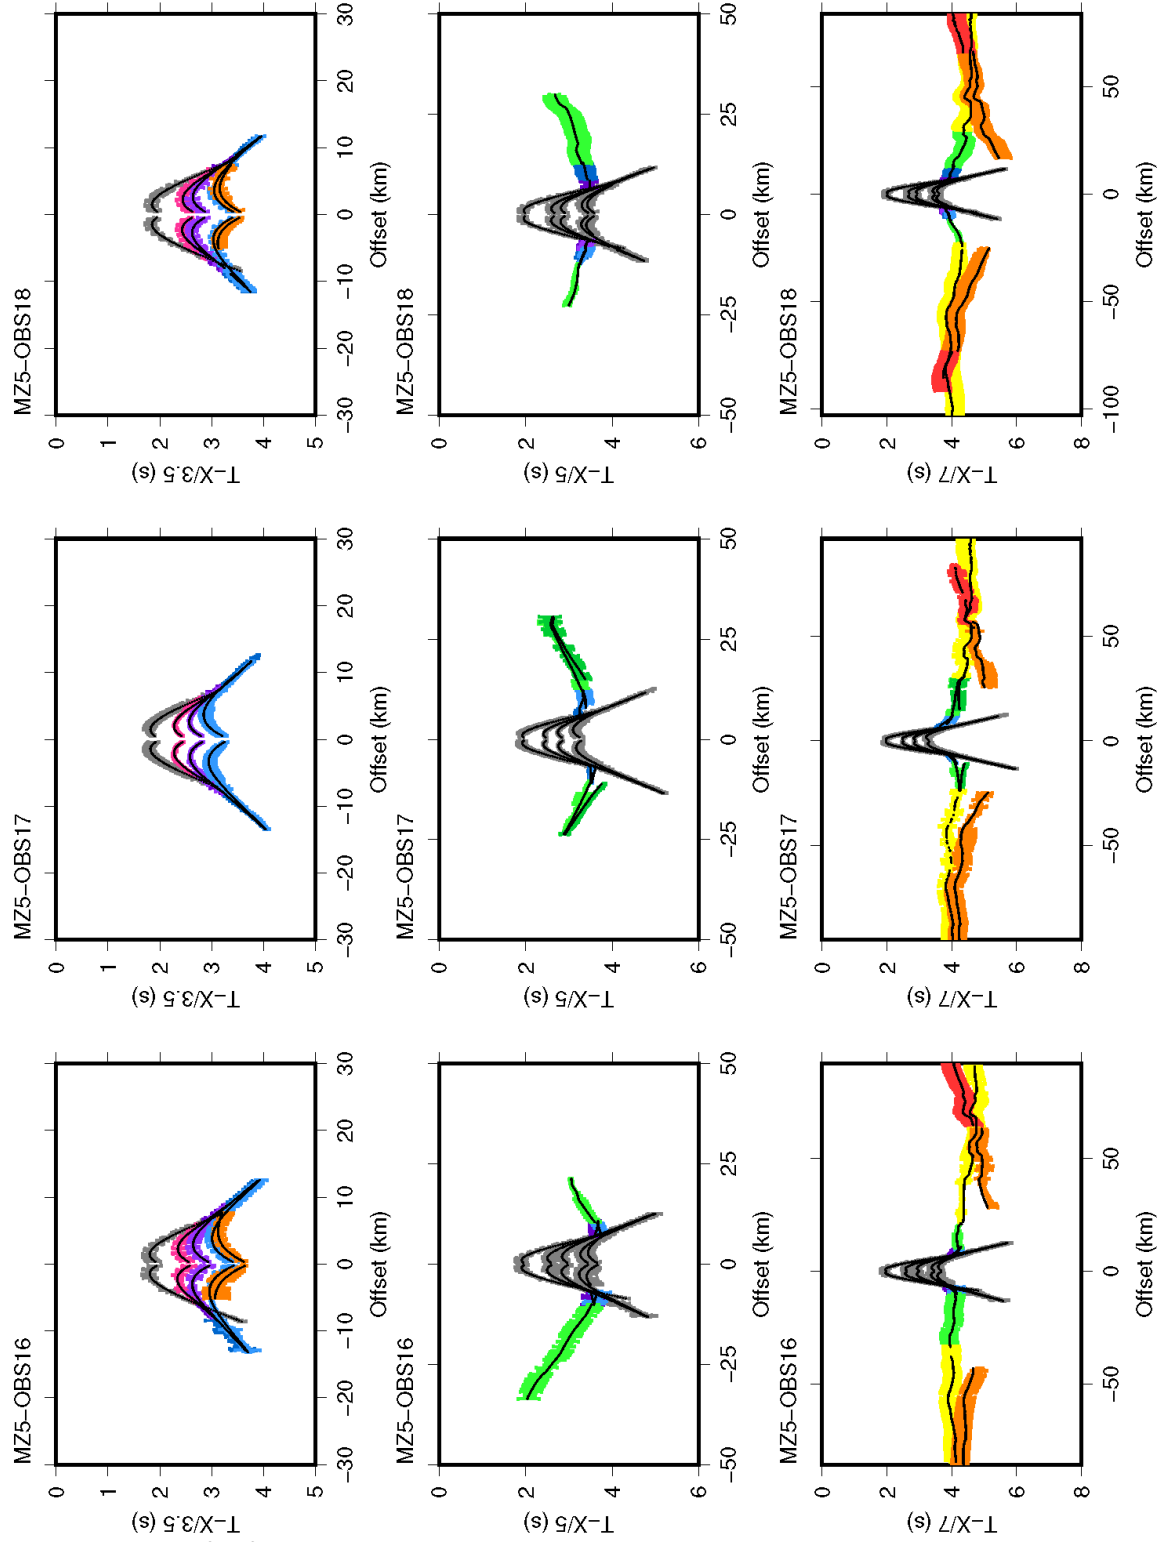 MZ5−OBS16
0
1
2
3
4
5
T−X/3.5 (s)
−30 −20 −10 0 10 20 30
Offset (km)
MZ5−OBS17
0
1
2
3
4
5
T−X/3.5 (s)
−30 −20 −10 0 10 20 30
Offset (km)
MZ5−OBS18
0
1
2
3
4
5
T−X/3.5 (s)
−30 −20 −10 0 10 20 30
Offset (km)
MZ5−OBS16
0
2
4
6
T−X/5 (s)
−50 −25 0 25 50
Offset (km)
MZ5−OBS17
0
2
4
6
T−X/5 (s)
−50 −25 0 25 50
Offset (km)
MZ5−OBS18
0
2
4
6
T−X/5 (s)
−50 −25 0 25 50
Offset (km)
MZ5−OBS16
0
2
4
6
8
T−X/7 (s)
−50 0 50
Offset (km)
MZ5−OBS17
0
2
4
6
8
T−X/7 (s)
−50 0 50
Offset (km)
MZ5−OBS18
0
2
4
6
8
T−X/7 (s)
−100 −50 0 50
Offset (km)